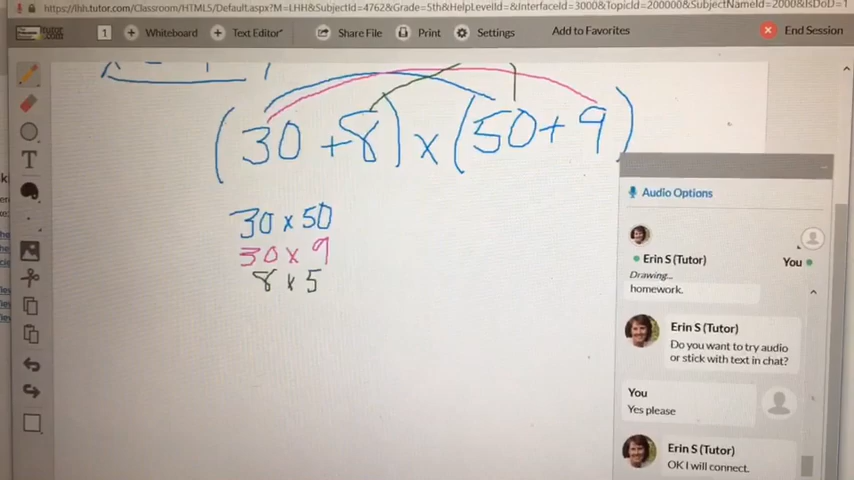 https://lhh.tutor.com/Classroom/HTML5/Default.aspx?M=LHH&SubjectId=4762&Grade=5th&HelpLevelId=&InterfaceId=3000&TopicId=200000&SubjectNameId=2000&IsDoD=1
tutor.com 1 Whiteboard Text Editor* Share File Print Settings Add to Favorites End Session
(30 + 8) × (50 + 9)
30 × 50
30 × 9
8 × 5
T
Audio Options
Erin S (Tutor) You
Drawing...
homework.
Erin S (Tutor)
Do you want to try audio
or stick with text in chat?
You
Yes please
Erin S (Tutor)
OK I will connect.